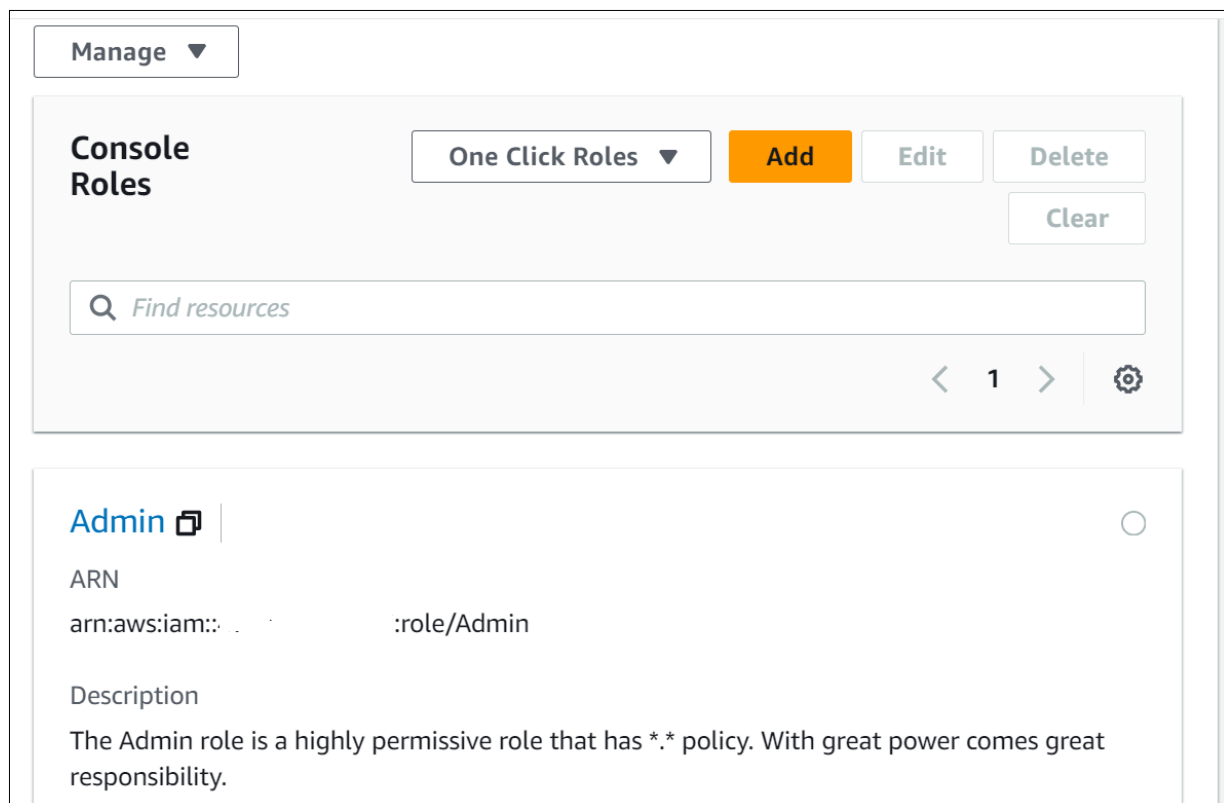 Manage
Console
Roles
One Click Roles
Add
Edit
Delete
Clear
Find resources
1
Admin
ARN
arn:aws:iam:: :role/Admin
Description
The Admin role is a highly permissive role that has *.* policy. With great power comes great
responsibility.